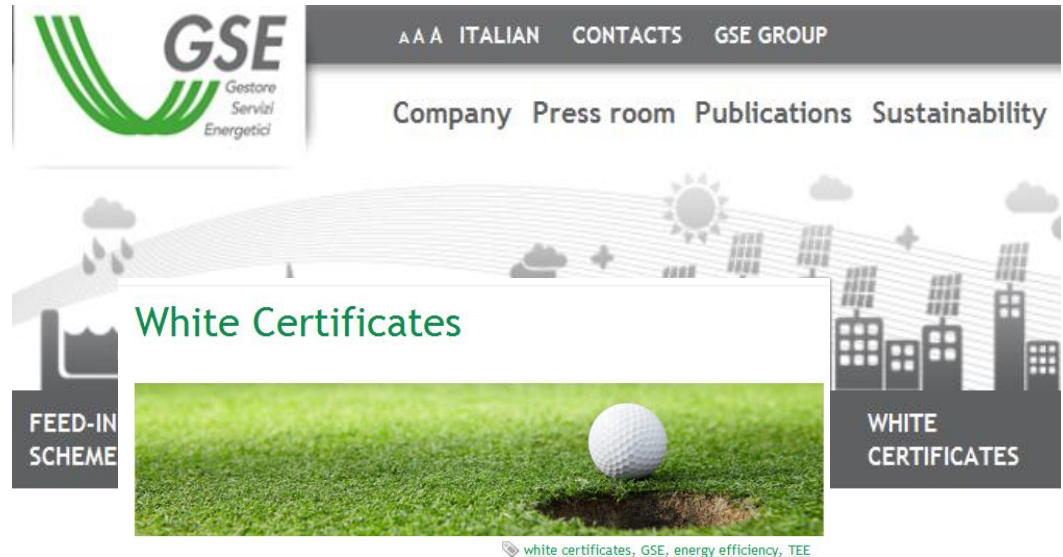 GSE
Gestore
Servizi
Energetici
A A A ITALIAN CONTACTS GSE GROUP
Company Press room Publications Sustainability
White Certificates
FEED-IN
SCHEME
WHITE
CERTIFICATES
white certificates, GSE, energy efficiency, TEE